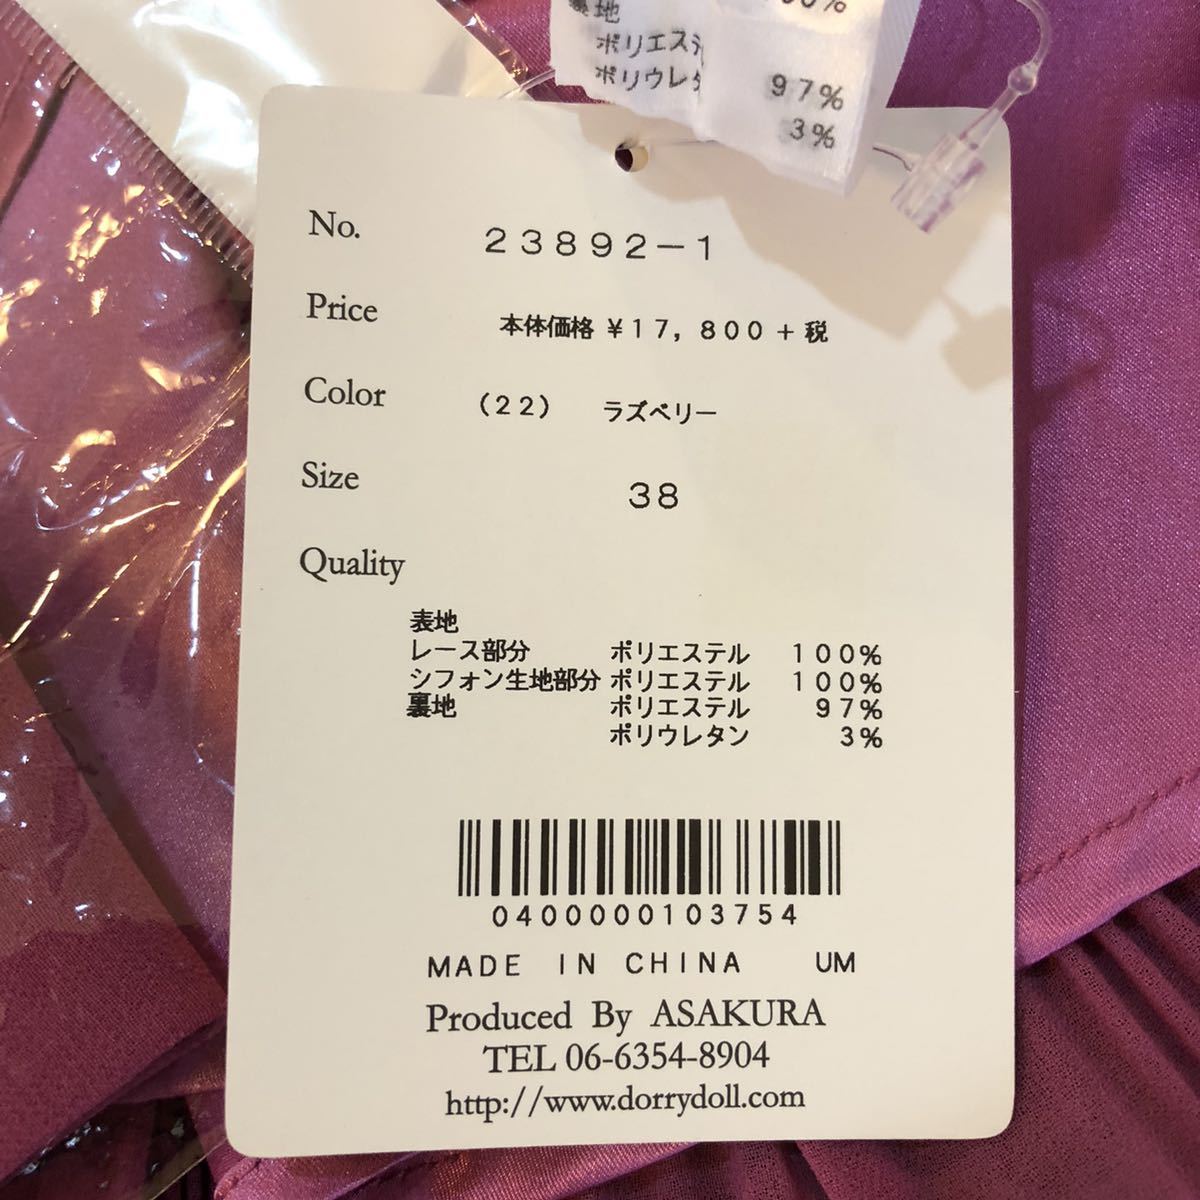 地
ポリエス
ポリウレタ 97%
3%
No. 23892-1
Price 本体価格 ¥17,800+税
Color (22) ラズベリー
Size 38
Quality
表地
レース部分 ポリエステル 100%
シフォン生地部分 ポリエステル 100%
裏地 ポリエステル 97%
ポリウレタン 3%
0400000103754
MADE IN CHINA UM
Produced By ASAKURA
TEL 06-6354-8904
http://www.dorrydoll.com